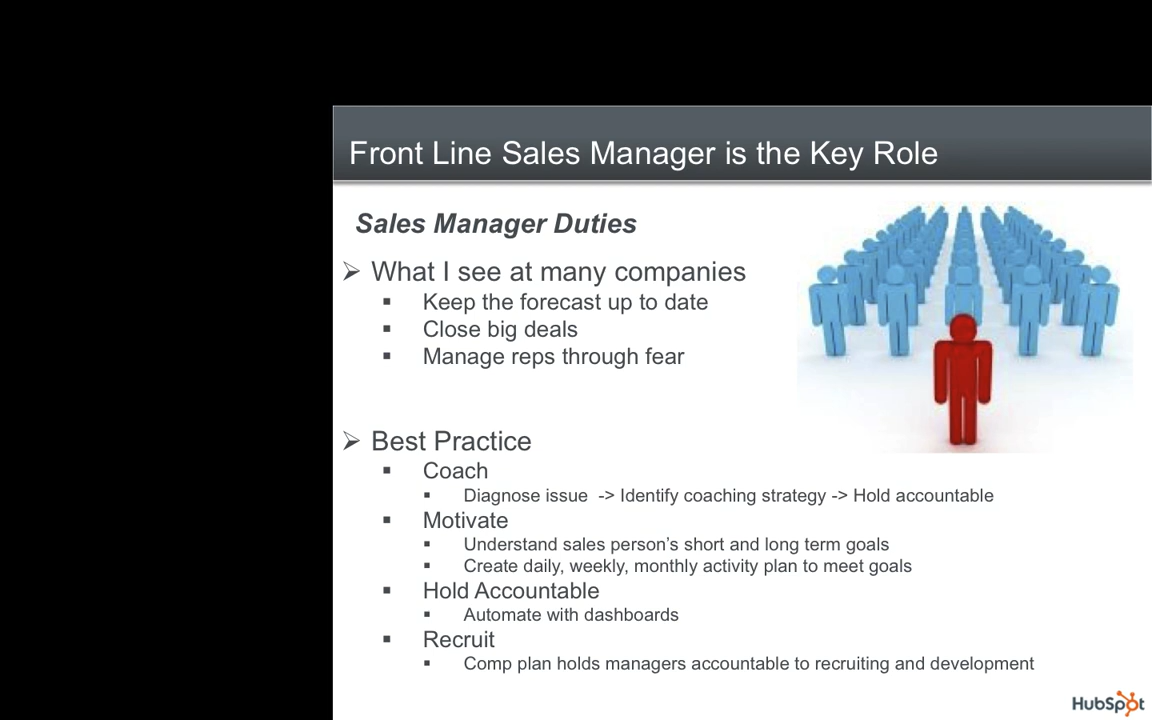 Front Line Sales Manager is the Key Role
Sales Manager Duties
What I see at many companies
Keep the forecast up to date
Close big deals
Manage reps through fear
Best Practice
Coach
Diagnose issue -> Identify coaching strategy -> Hold accountable
Motivate
Understand sales person's short and long term goals
Create daily, weekly, monthly activity plan to meet goals
Hold Accountable
Automate with dashboards
Recruit
Comp plan holds managers accountable to recruiting and development
HubSpot